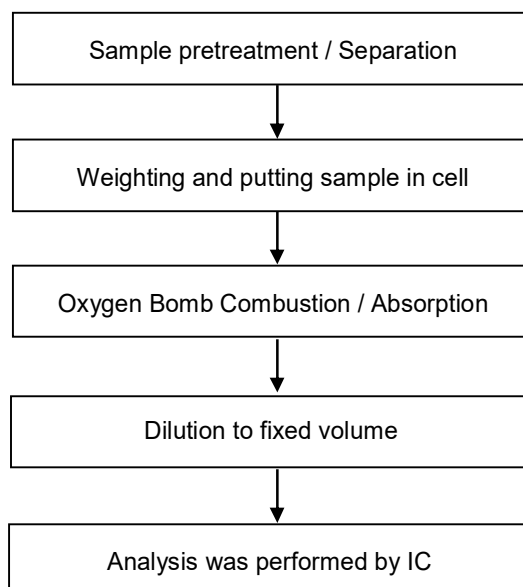 Sample pretreatment / Separation
Weighting and putting sample in cell
Oxygen Bomb Combustion / Absorption
Dilution to fixed volume
Analysis was performed by IC